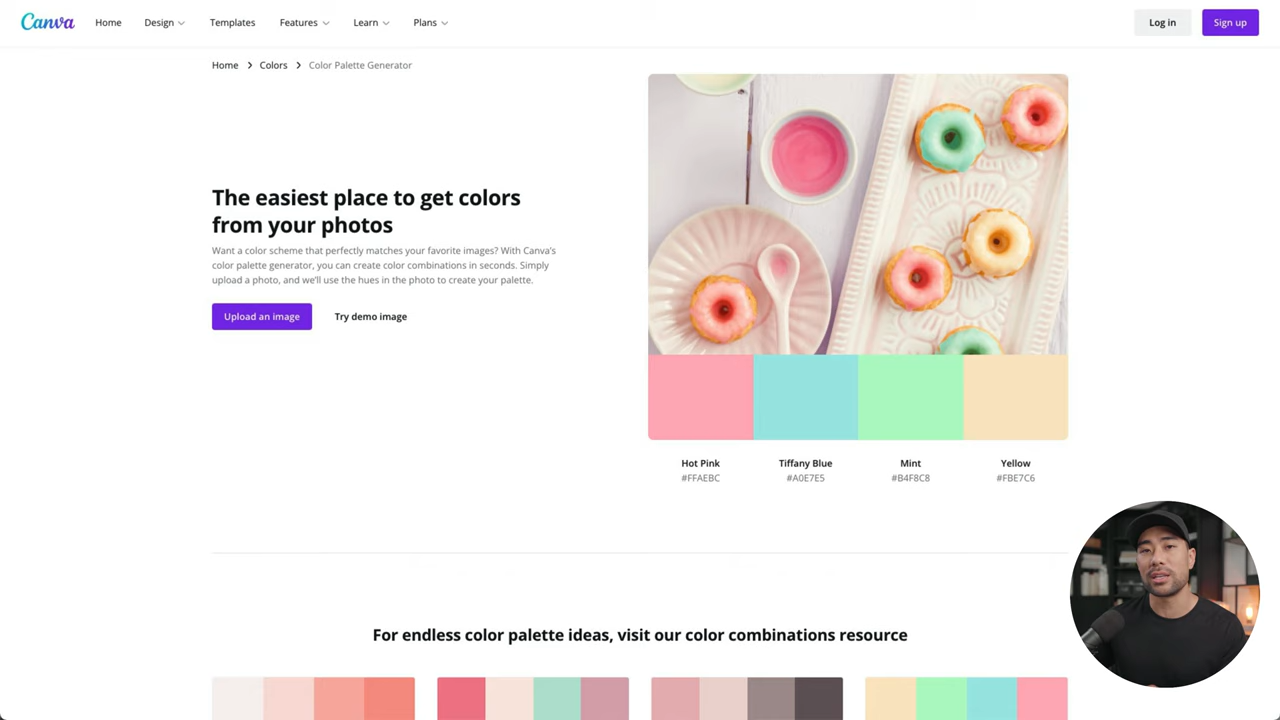 Canva Home Design Templates Features Learn Plans Log in Sign up
Home Colors Color Palette Generator
The easiest place to get colors
from your photos
Want a color scheme that perfectly matches your favorite images? With Canva's
color palette generator, you can create color combinations in seconds. Simply
upload a photo, and we'll use the hues in the photo to create your palette.
Upload an image Try demo image
Hot Pink Tiffany Blue Mint Yellow
#FFAEBC #A0E7E5 #B4F8C8 #FBE7C6
For endless color palette ideas, visit our color combinations resource